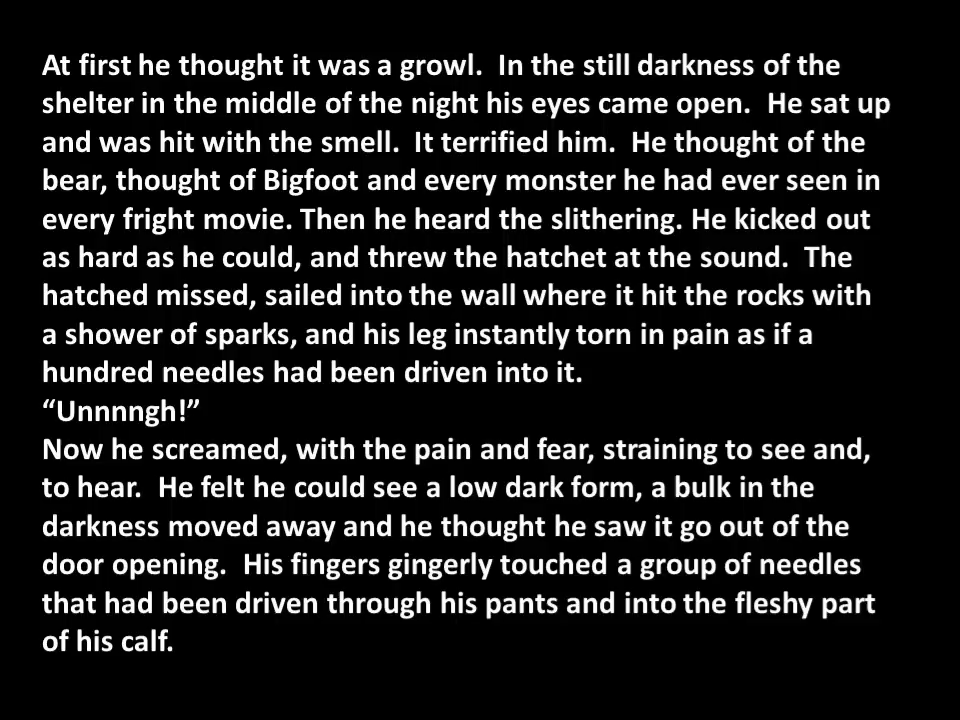 At first he thought it was a growl.  In the still darkness of the
shelter in the middle of the night his eyes came open.  He sat up
and was hit with the smell.  It terrified him.  He thought of the
bear, thought of Bigfoot and every monster he had ever seen in
every fright movie. Then he heard the slithering. He kicked out
as hard as he could, and threw the hatchet at the sound.  The
hatched missed, sailed into the wall where it hit the rocks with
a shower of sparks, and his leg instantly torn in pain as if a
hundred needles had been driven into it.
“Unnnngh!”
Now he screamed, with the pain and fear, straining to see and,
to hear.  He felt he could see a low dark form, a bulk in the
darkness moved away and he thought he saw it go out of the
door opening.  His fingers gingerly touched a group of needles
that had been driven through his pants and into the fleshy part
of his calf.